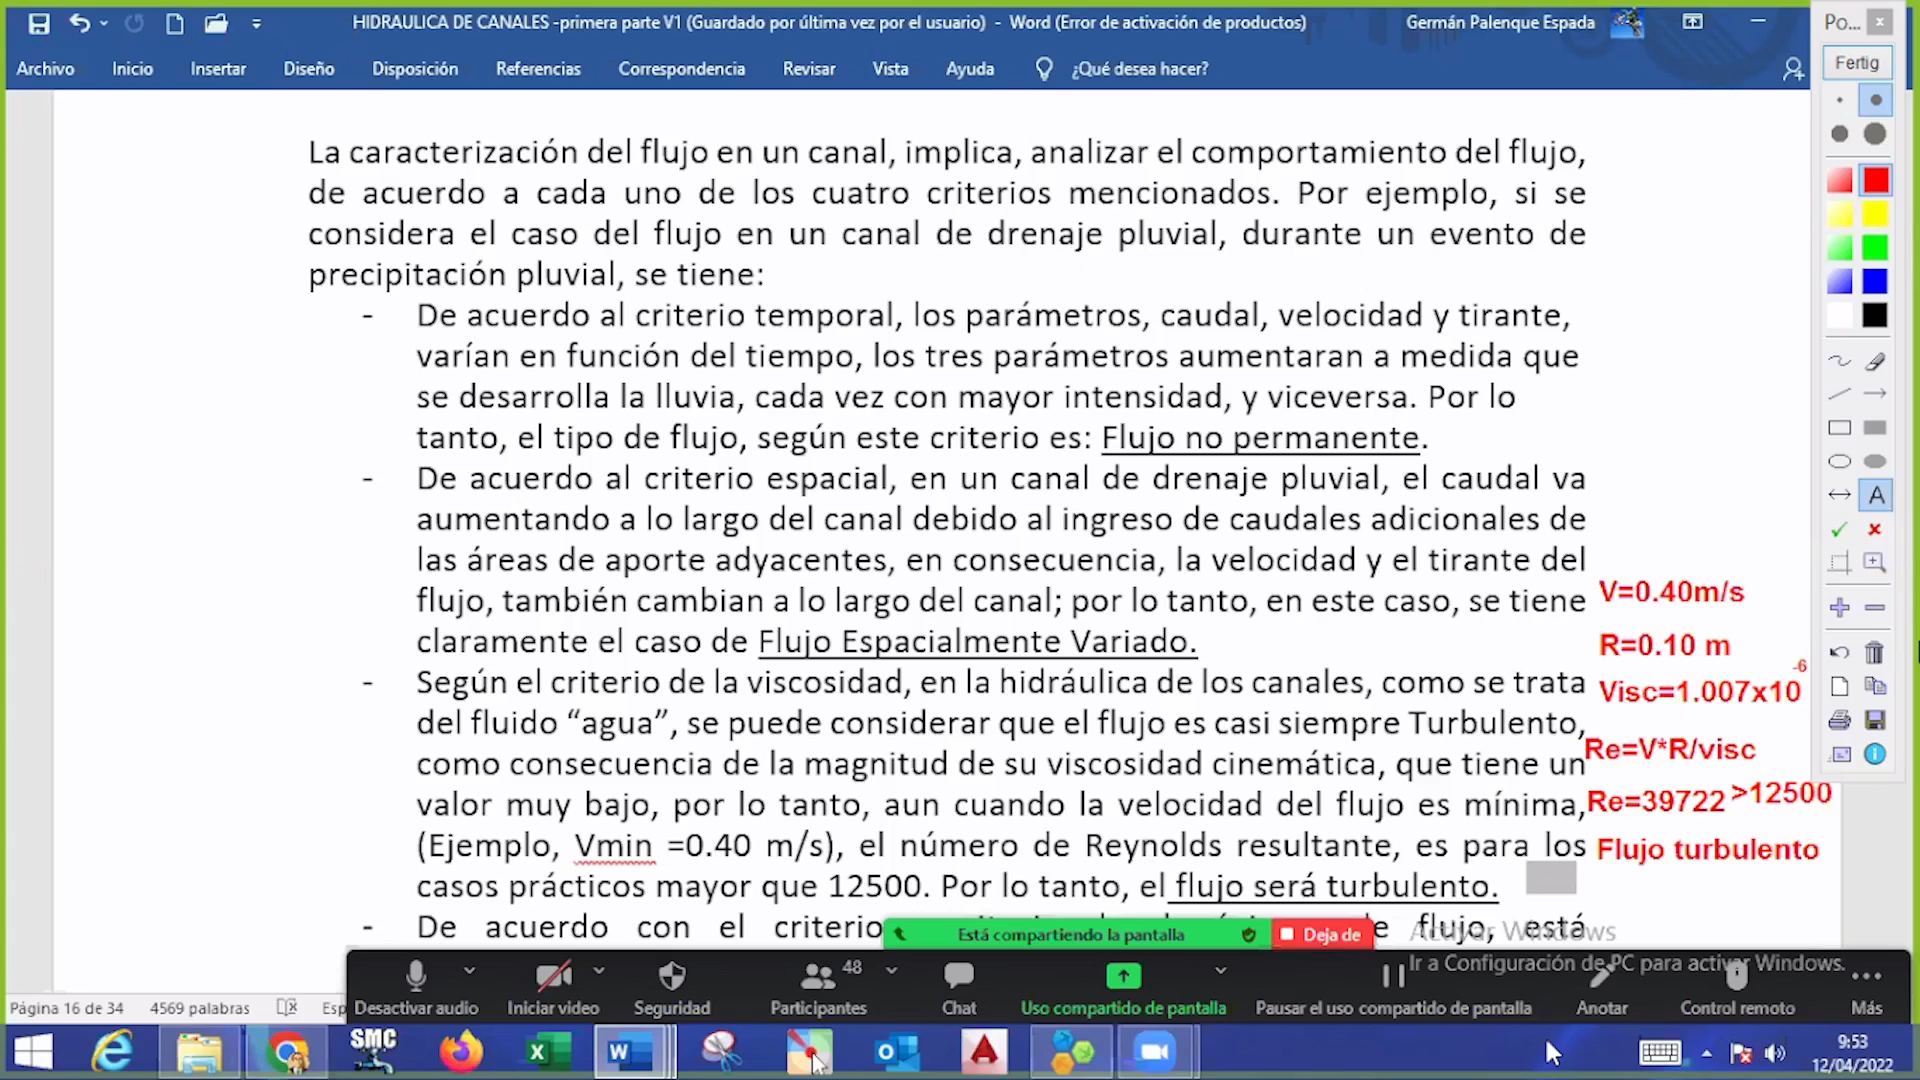 HIDRAULICA DE CANALES -primera parte V1 (Guardado por última vez por el usuario) - Word (Error de activación de productos)
Germán Palenque Espada
Po...
Archivo
Inicio
Insertar
Diseño
Disposición
Referencias
Correspondencia
Revisar
Vista
Ayuda
¿Qué desea hacer?
Fertig
La caracterización del flujo en un canal, implica, analizar el comportamiento del flujo,
de acuerdo a cada uno de los cuatro criterios mencionados. Por ejemplo, si se
considera el caso del flujo en un canal de drenaje pluvial, durante un evento de
precipitación pluvial, se tiene:
- De acuerdo al criterio temporal, los parámetros, caudal, velocidad y tirante,
varían en función del tiempo, los tres parámetros aumentaran a medida que
se desarrolla la lluvia, cada vez con mayor intensidad, y viceversa. Por lo
tanto, el tipo de flujo, según este criterio es: Flujo no permanente.
- De acuerdo al criterio espacial, en un canal de drenaje pluvial, el caudal va
aumentando a lo largo del canal debido al ingreso de caudales adicionales de
las áreas de aporte adyacentes, en consecuencia, la velocidad y el tirante del
flujo, también cambian a lo largo del canal; por lo tanto, en este caso, se tiene
claramente el caso de Flujo Espacialmente Variado.
- Según el criterio de la viscosidad, en la hidráulica de los canales, como se trata
del fluido “agua”, se puede considerar que el flujo es casi siempre Turbulento,
como consecuencia de la magnitud de su viscosidad cinemática, que tiene un
valor muy bajo, por lo tanto, aun cuando la velocidad del flujo es mínima,
(Ejemplo, Vmin =0.40 m/s), el número de Reynolds resultante, es para los
casos prácticos mayor que 12500. Por lo tanto, el flujo será turbulento.
- De acuerdo con el criterio
flujo, está
V=0.40m/s
R=0.10 m
-6
Visc=1.007x10
Re=V*R/visc
Re=39722 >12500
Flujo turbulento
A
Está compartiendo la pantalla
Deja de
Activar Windows
Ir a Configuración de PC para activar Windows.
48
Desactivar audio
Iniciar video
Seguridad
Participantes
Chat
Uso compartido de pantalla
Pausar el uso compartido de pantalla
Anotar
Control remoto
Más
Página 16 de 34
4569 palabras
Esp
SMC
9:53
12/04/2022